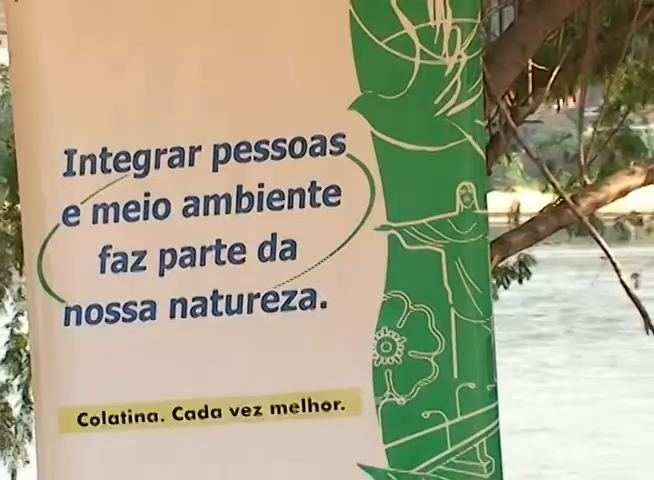 Integrar pessoas
e meio ambiente
faz parte da
nossa natureza.
Colatina. Cada vez melhor.